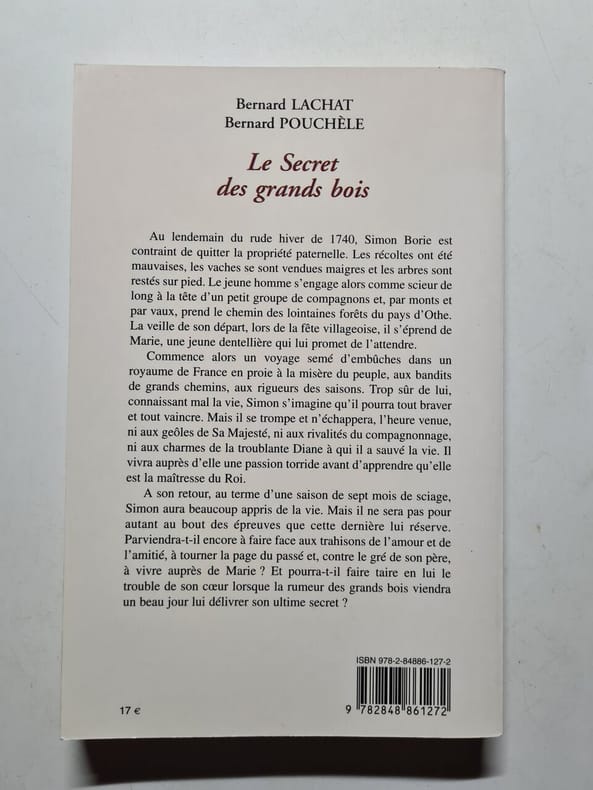 Bernard LACHAT
Bernard POUCHÈLE
Le Secret
des grands bois
Au lendemain du rude hiver de 1740, Simon Borie est
contraint de quitter la propriété paternelle. Les récoltes ont été
mauvaises, les vaches se sont vendues maigres et les arbres sont
restés sur pied. Le jeune homme s'engage alors comme scieur de
long à la tête d'un petit groupe de compagnons et, par monts et
par vaux, prend le chemin des lointaines forêts du pays d'Othe.
La veille de son départ, lors de la fête villageoise, il s'éprend de
Marie, une jeune dentellière qui lui promet de l'attendre.
Commence alors un voyage semé d'embûches dans un
royaume de France en proie à la misère du peuple, aux bandits
de grands chemins, aux rigueurs des saisons. Trop sûr de lui,
connaissant mal la vie, Simon s'imagine qu'il pourra tout braver
et tout vaincre. Mais il se trompe et n'échappera, l'heure venue,
ni aux geôles de Sa Majesté, ni aux rivalités du compagnonnage,
ni aux charmes de la troublante Diane à qui il a sauvé la vie. Il
vivra auprès d'elle une passion torride avant d'apprendre qu'elle
est la maîtresse du Roi.
A son retour, au terme d'une saison de sept mois de sciage,
Simon aura beaucoup appris de la vie. Mais il ne sera pas pour
autant au bout des épreuves que cette dernière lui réserve.
Parviendra-t-il encore à faire face aux trahisons de l'amour et de
l'amitié, à tourner la page du passé et, contre le gré de son père,
à vivre auprès de Marie ? Et pourra-t-il faire taire en lui le
trouble de son cœur lorsque la rumeur des grands bois viendra
un beau jour lui délivrer son ultime secret ?
ISBN 978-2-84886-127-2
17 €
9 782848 861272